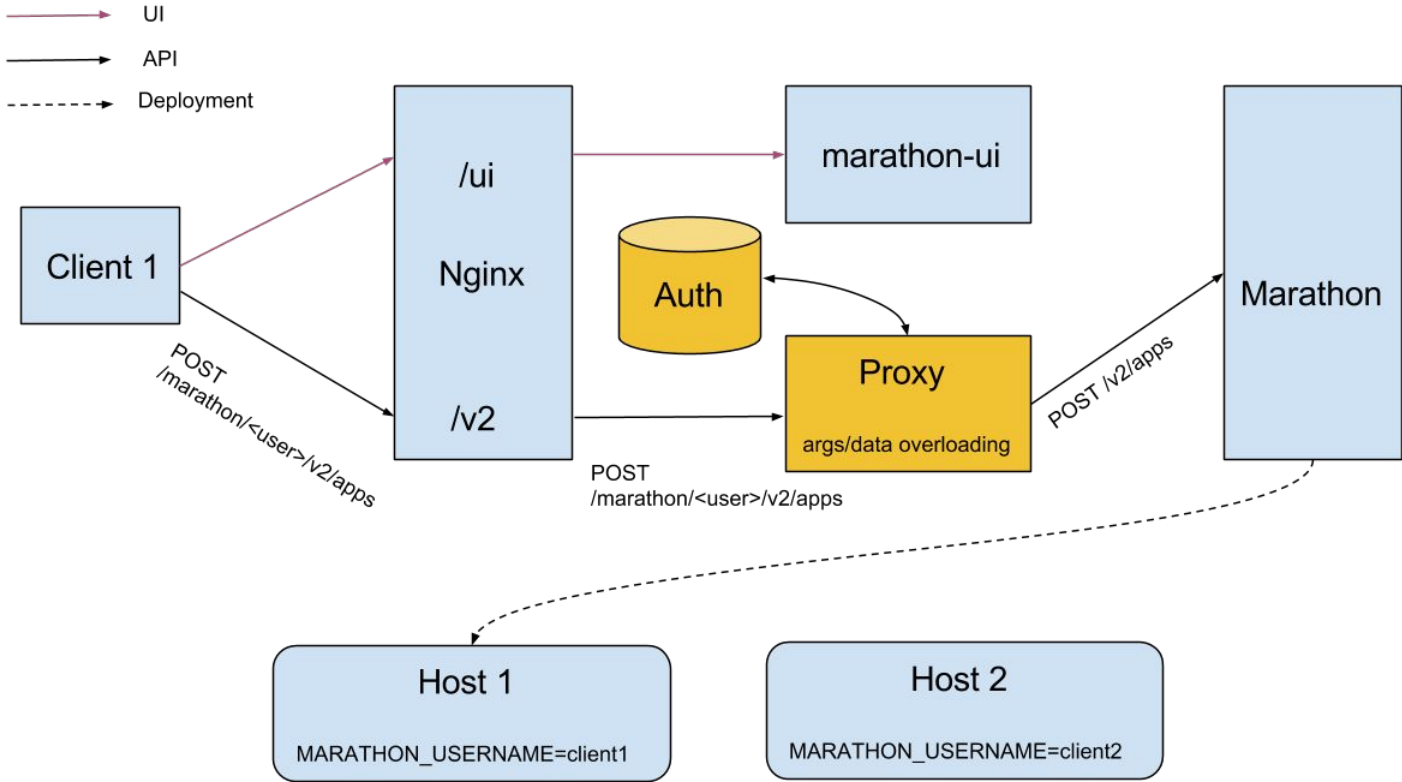 UI
API
Deployment
/ui
Nginx
/v2
marathon-ui
Client 1
Auth
Marathon
Proxy
args/data overloading
POST
/marathon/<user>/v2/apps
POST
/marathon/<user>/v2/apps
POST /v2/apps
Host 1
MARATHON_USERNAME=client1
Host 2
MARATHON_USERNAME=client2